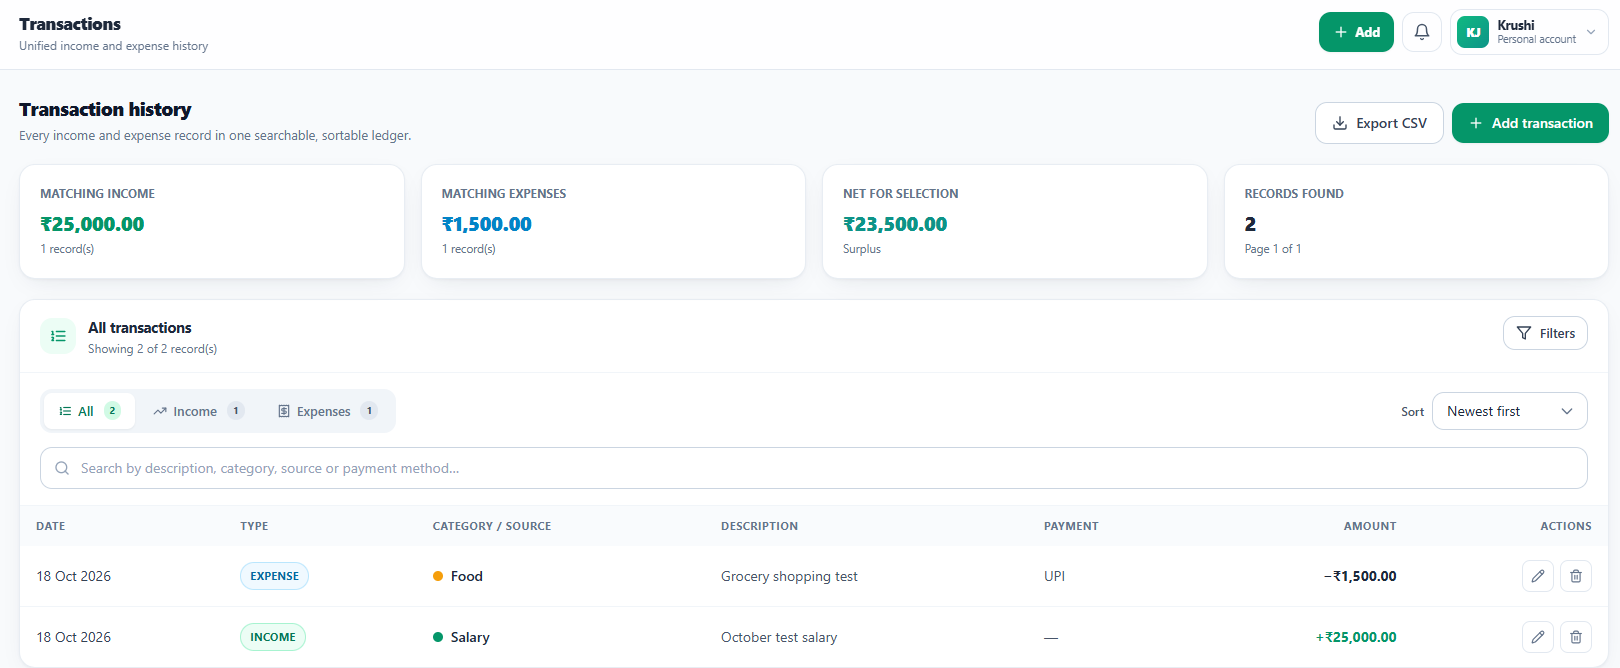 Transactions
Unified income and expense history
+ Add
KJ
Krushi
Personal account
Transaction history
Every income and expense record in one searchable, sortable ledger.
Export CSV
+ Add transaction
MATCHING INCOME
₹25,000.00
1 record(s)
MATCHING EXPENSES
₹1,500.00
1 record(s)
NET FOR SELECTION
₹23,500.00
Surplus
RECORDS FOUND
2
Page 1 of 1
All transactions
Showing 2 of 2 record(s)
Filters
All 2
Income 1
Expenses 1
Sort
Newest first
Search by description, category, source or payment method...
DATE TYPE CATEGORY / SOURCE DESCRIPTION PAYMENT AMOUNT ACTIONS
18 Oct 2026 EXPENSE Food Grocery shopping test UPI −₹1,500.00
18 Oct 2026 INCOME Salary October test salary — +₹25,000.00